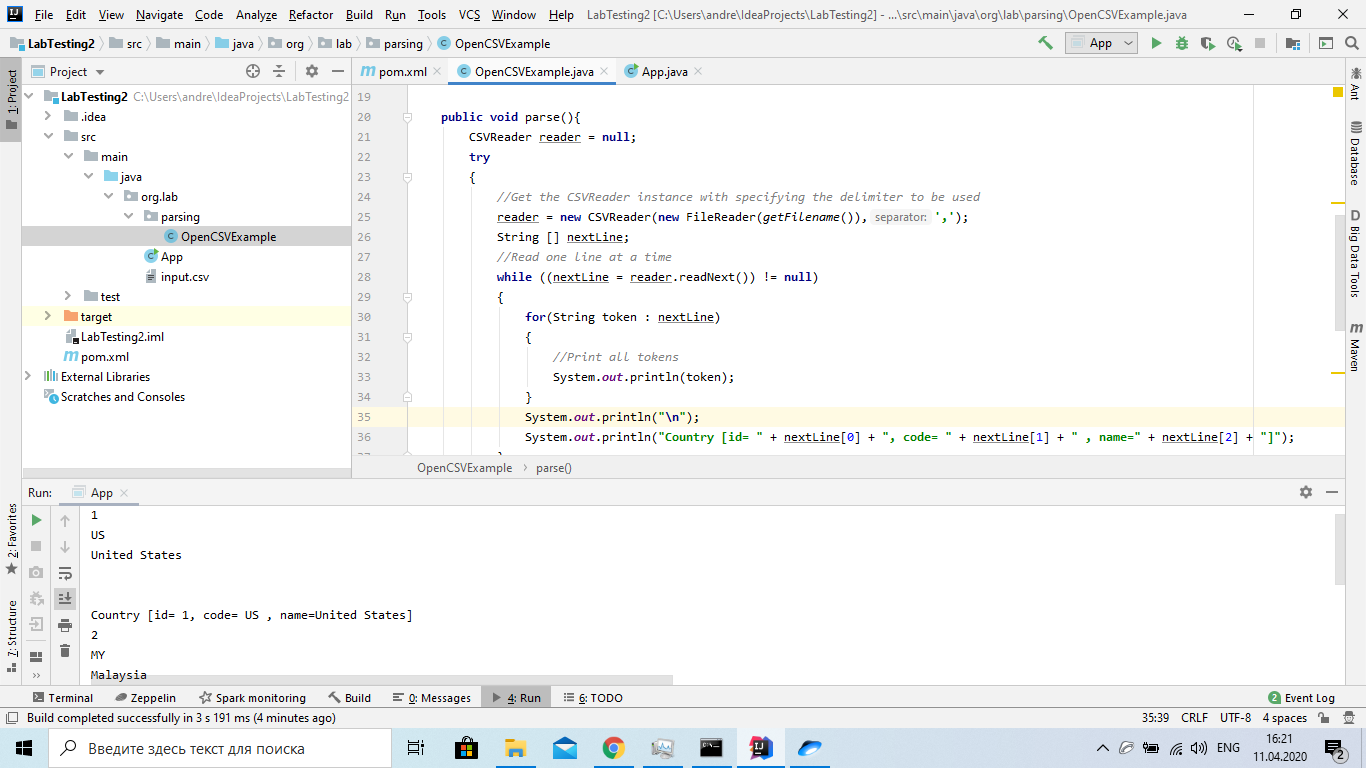 File Edit View Navigate Code Analyze Refactor Build Run Tools VCS Window Help LabTesting2 [C:\Users\andre\IdeaProjects\LabTesting2] - ...\src\main\java\org\lab\parsing\OpenCSVExample.java
LabTesting2 src main java org lab parsing OpenCSVExample App
1: Project
Project
pom.xml OpenCSVExample.java App.java
LabTesting2 C:\Users\andre\IdeaProjects\LabTesting2
.idea
src
main
java
org.lab
parsing
OpenCSVExample
App
input.csv
test
target
LabTesting2.iml
pom.xml
External Libraries
Scratches and Consoles
19
20 public void parse(){
21 CSVReader reader = null;
22 try
23 {
24 //Get the CSVReader instance with specifying the delimiter to be used
25 reader = new CSVReader(new FileReader(getFilename()), separator: ',');
26 String [] nextLine;
27 //Read one line at a time
28 while ((nextLine = reader.readNext()) != null)
29 {
30 for(String token : nextLine)
31 {
32 //Print all tokens
33 System.out.println(token);
34 }
35 System.out.println("\n");
36 System.out.println("Country [id= " + nextLine[0] + ", code= " + nextLine[1] + " , name=" + nextLine[2] + "]");
OpenCSVExample parse()
Ant
Database
D Big Data Tools
Maven
Run: App
1
US
United States
Country [id= 1, code= US , name=United States]
2
MY
Malaysia
2: Favorites
7: Structure
Terminal Zeppelin Spark monitoring Build 0: Messages 4: Run 6: TODO 2 Event Log
Build completed successfully in 3 s 191 ms (4 minutes ago) 35:39 CRLF UTF-8 4 spaces
Введите здесь текст для поиска
ENG
16:21
11.04.2020
2